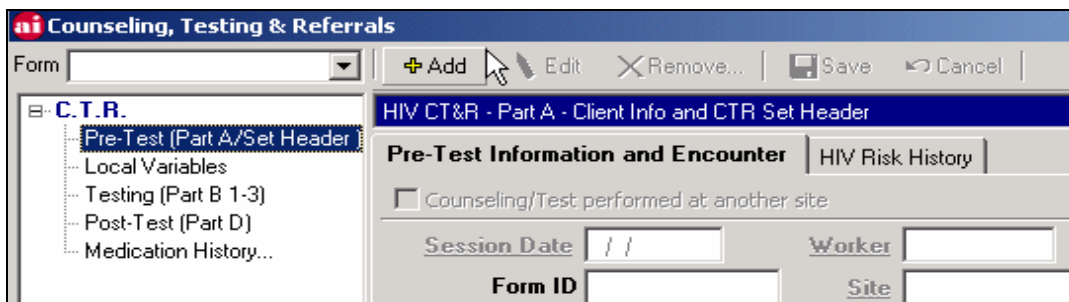 ai Counseling, Testing & Referrals
Form
Add Edit Remove... Save Cancel
C.T.R.
Pre-Test (Part A/Set Header)
Local Variables
Testing (Part B 1-3)
Post-Test (Part D)
Medication History...
HIV CT&R - Part A - Client Info and CTR Set Header
Pre-Test Information and Encounter HIV Risk History
Counseling/Test performed at another site
Session Date / / Worker
Form ID Site